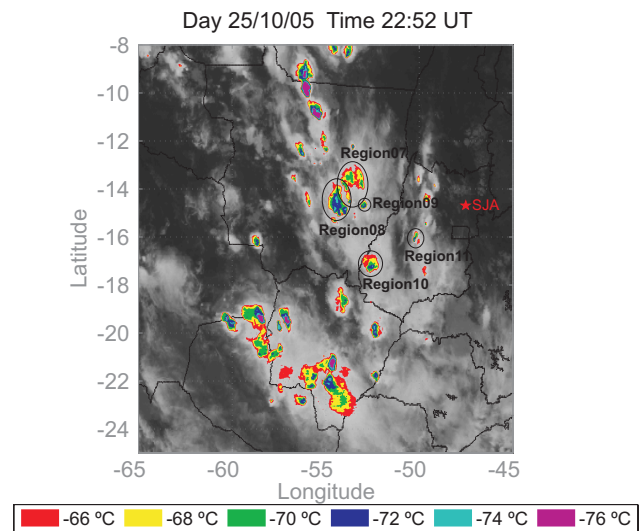 Day 25/10/05 Time 22:52 UT
-8
-10
-12
-14
-16
-18
-20
-22
-24
Latitude
Region07
Region09
SJA
Region08
Region11
Region10
-65
-60
-55
-50
-45
Longitude
-66 ºC
-68 ºC
-70 ºC
-72 ºC
-74 ºC
-76 ºC